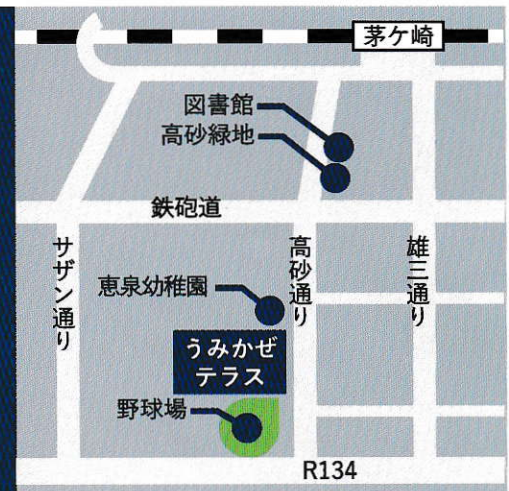 茅ケ崎
図書館
高砂緑地
鉄砲道
サザン通り
高砂通り
雄三通り
恵泉幼稚園
うみかぜ
テラス
野球場
R134